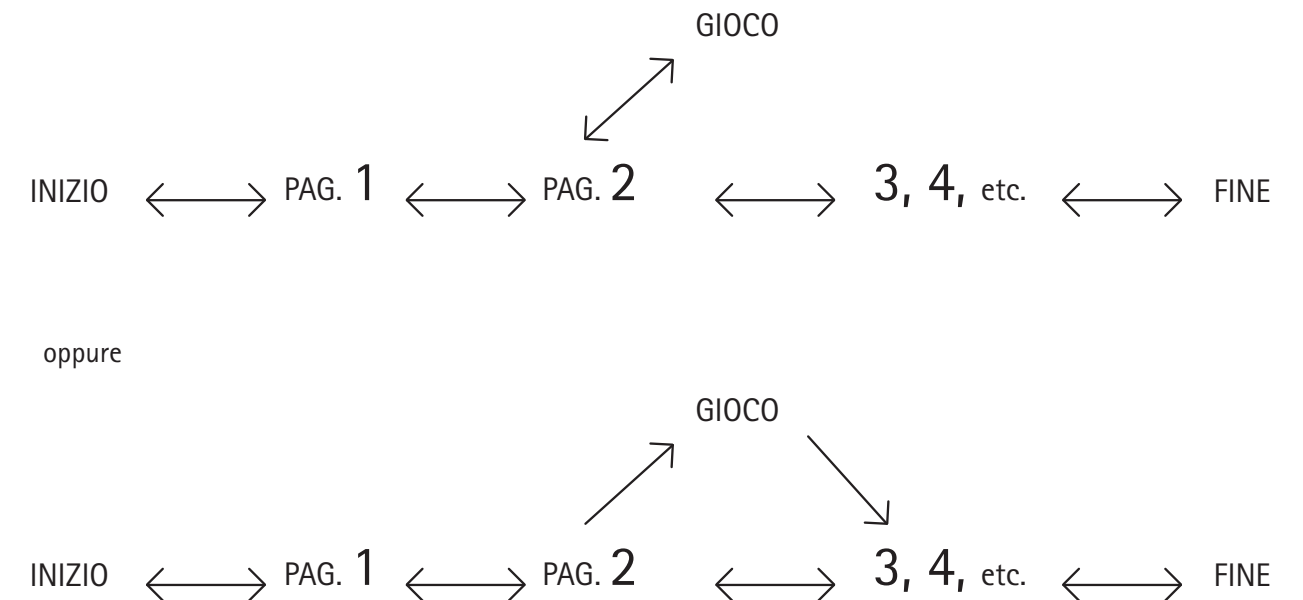 GIOCO
INIZIO PAG. 1 PAG. 2 3, 4, etc. FINE
oppure
GIOCO
INIZIO PAG. 1 PAG. 2 3, 4, etc. FINE